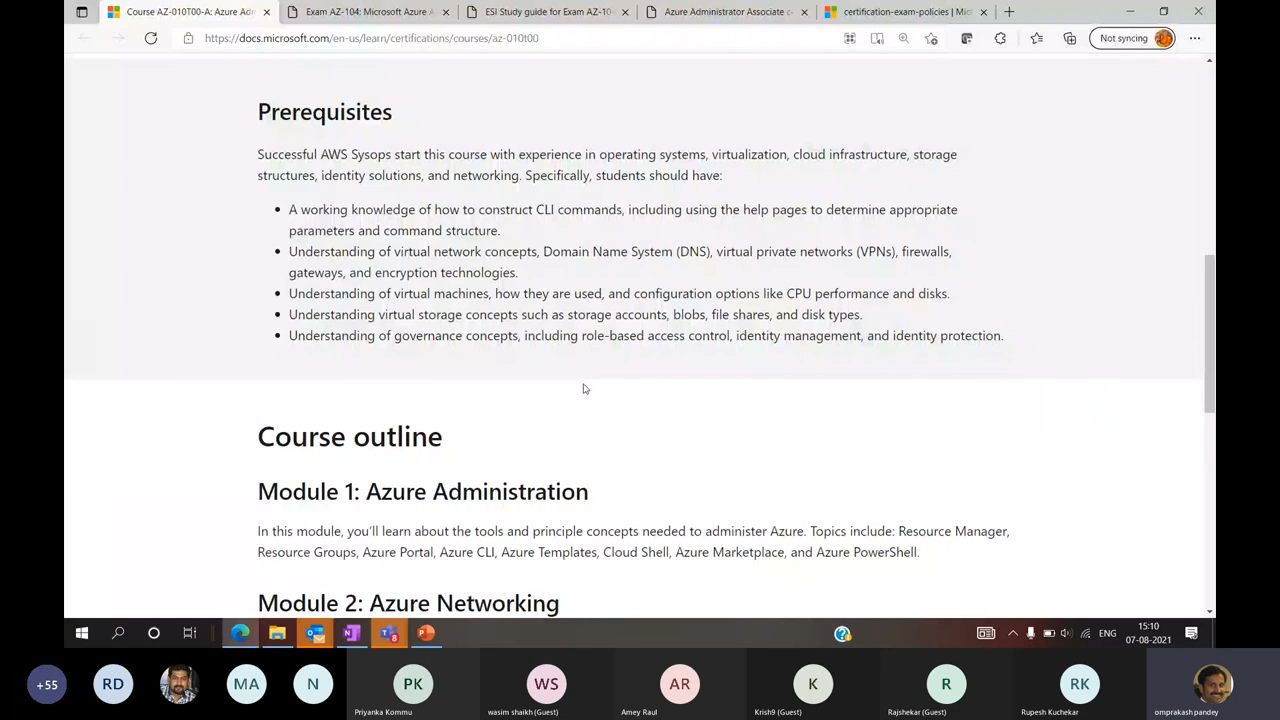 Course AZ-010T00-A: Azure Adm
Exam AZ-104: Microsoft Azure A
ESI Study guide for Exam AZ-10
Azure Administrator Associate c
certification-exam-policies | Mic
https://docs.microsoft.com/en-us/learn/certifications/courses/az-010t00
Not syncing
Prerequisites
Successful AWS Sysops start this course with experience in operating systems, virtualization, cloud infrastructure, storage
structures, identity solutions, and networking. Specifically, students should have:
A working knowledge of how to construct CLI commands, including using the help pages to determine appropriate
parameters and command structure.
Understanding of virtual network concepts, Domain Name System (DNS), virtual private networks (VPNs), firewalls,
gateways, and encryption technologies.
Understanding of virtual machines, how they are used, and configuration options like CPU performance and disks.
Understanding virtual storage concepts such as storage accounts, blobs, file shares, and disk types.
Understanding of governance concepts, including role-based access control, identity management, and identity protection.
Course outline
Module 1: Azure Administration
In this module, you'll learn about the tools and principle concepts needed to administer Azure. Topics include: Resource Manager,
Resource Groups, Azure Portal, Azure CLI, Azure Templates, Cloud Shell, Azure Marketplace, and Azure PowerShell.
Module 2: Azure Networking
8
ENG
15:10
07-08-2021
+55
RD
MA
N
PK
WS
AR
K
R
RK
Priyanka Kommu
wasim shaikh (Guest)
Amey Raul
Krish9 (Guest)
Rajshekar (Guest)
Rupesh Kuchekar
omprakash pandey